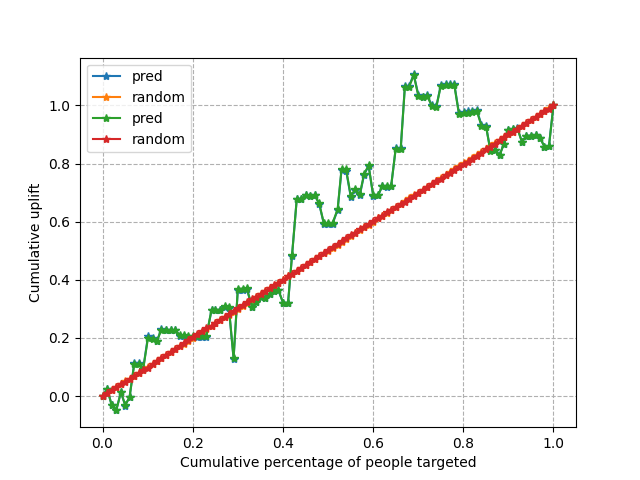 pred
random
pred
random
1.0
0.8
0.6
0.4
0.2
0.0
Cumulative uplift
0.0 0.2 0.4 0.6 0.8 1.0
Cumulative percentage of people targeted